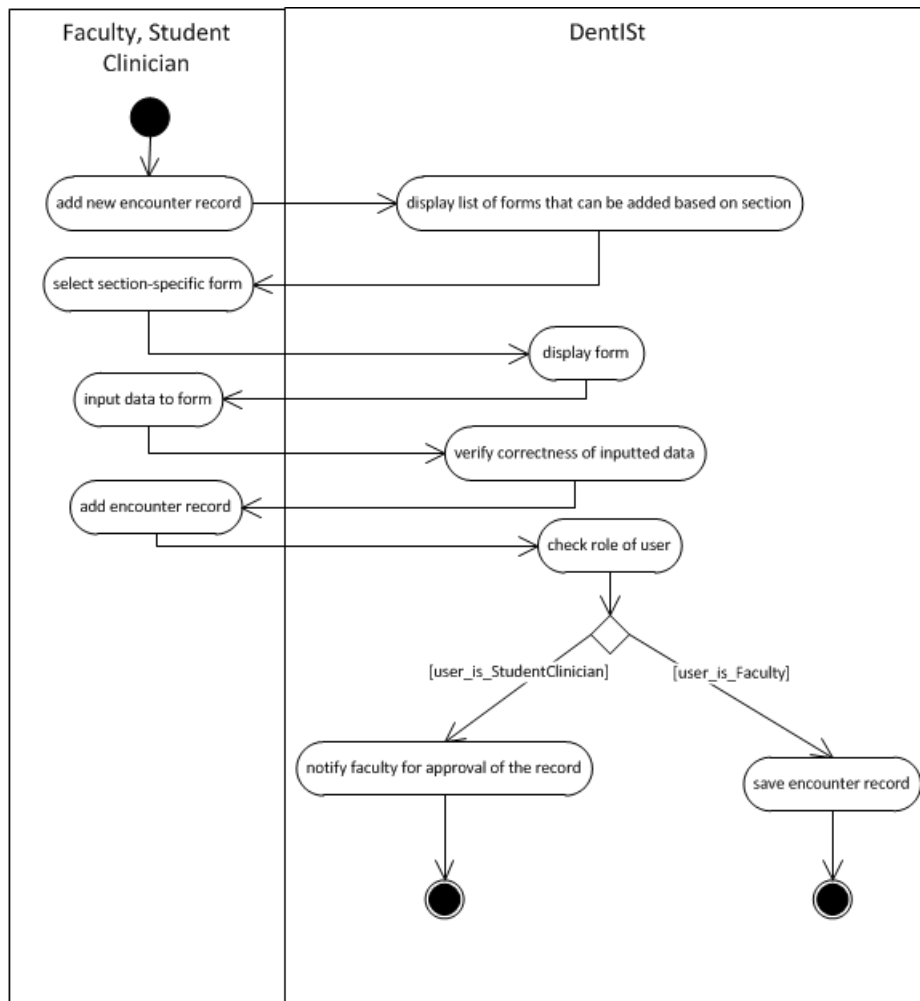 Faculty, Student
Clinician
DentISt
add new encounter record
display list of forms that can be added based on section
select section-specific form
display form
input data to form
verify correctness of inputted data
add encounter record
check role of user
[user_is_StudentClinician]
[user_is_Faculty]
notify faculty for approval of the record
save encounter record